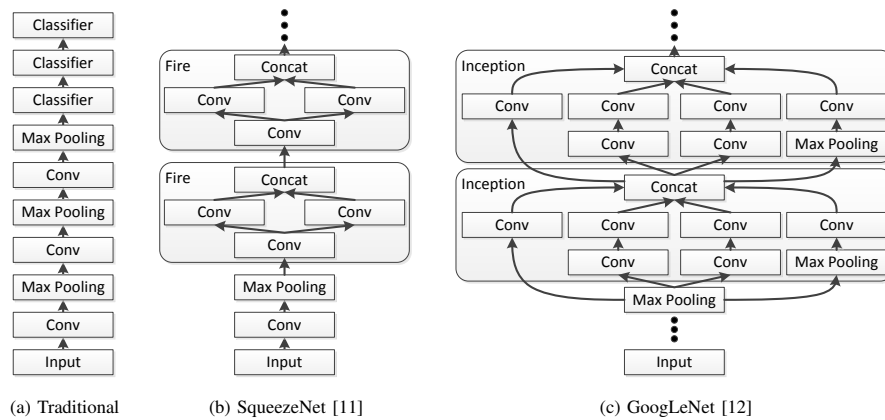 Classifier
Classifier
Classifier
Max Pooling
Conv
Max Pooling
Conv
Max Pooling
Conv
Input
(a) Traditional
Fire
Concat
Conv Conv
Conv
Fire
Concat
Conv Conv
Conv
Max Pooling
Conv
Input
(b) SqueezeNet [11]
Inception
Concat
Conv Conv Conv Conv
Conv Conv Max Pooling
Inception
Concat
Conv Conv Conv Conv
Conv Conv Max Pooling
Max Pooling
Input
(c) GoogLeNet [12]